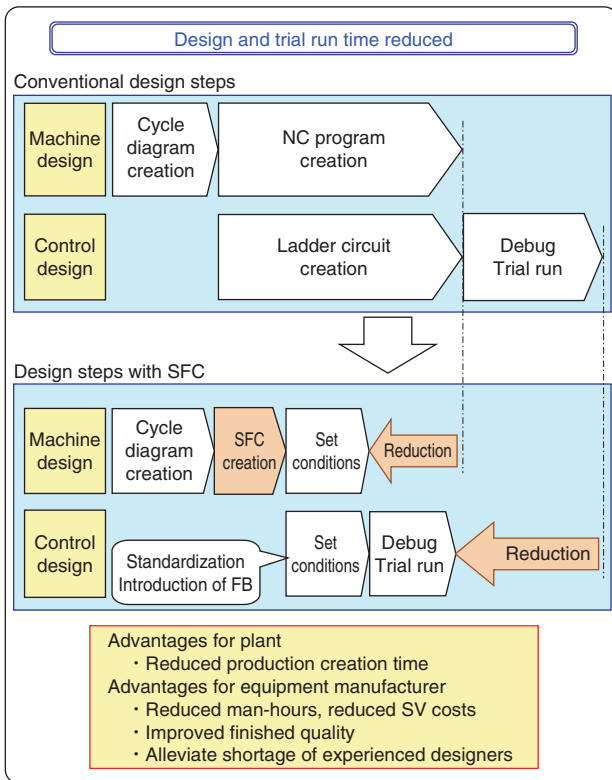 Design and trial run time reduced
Conventional design steps
Machine
design
Cycle
diagram
creation
NC program
creation
Control
design
Ladder circuit
creation
Debug
Trial run
Design steps with SFC
Machine
design
Cycle
diagram
creation
SFC
creation
Set
conditions
Reduction
Control
design
Standardization
Introduction of FB
Set
conditions
Debug
Trial run
Reduction
Advantages for plant
・Reduced production creation time
Advantages for equipment manufacturer
・Reduced man-hours, reduced SV costs
・Improved finished quality
・Alleviate shortage of experienced designers